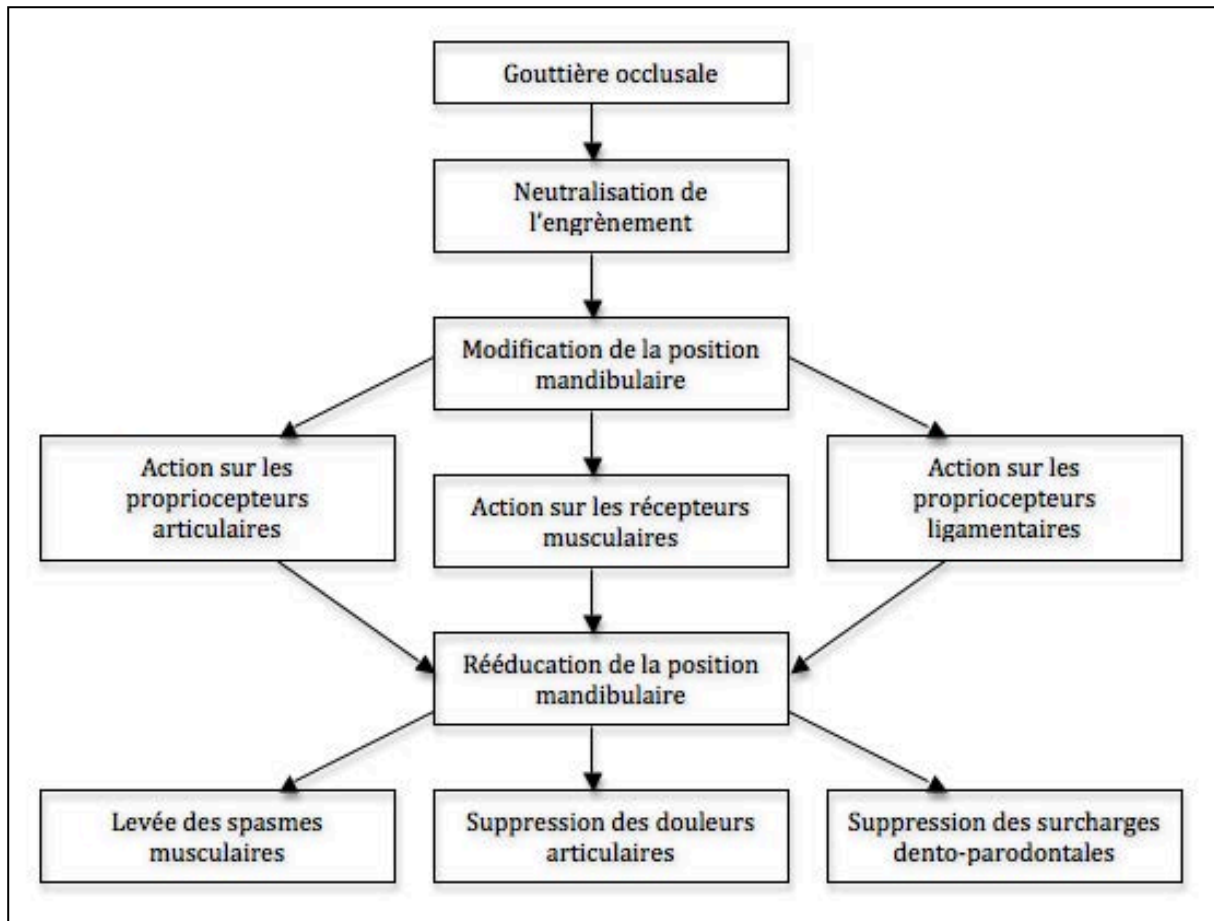 Gouttière occlusale
Neutralisation de
l'engrènement
Modification de la position
mandibulaire
Action sur les
propriocepteurs
articulaires
Action sur les récepteurs
musculaires
Action sur les
propriocepteurs
ligamentaires
Rééducation de la position
mandibulaire
Levée des spasmes
musculaires
Suppression des douleurs
articulaires
Suppression des surcharges
dento-parodontales